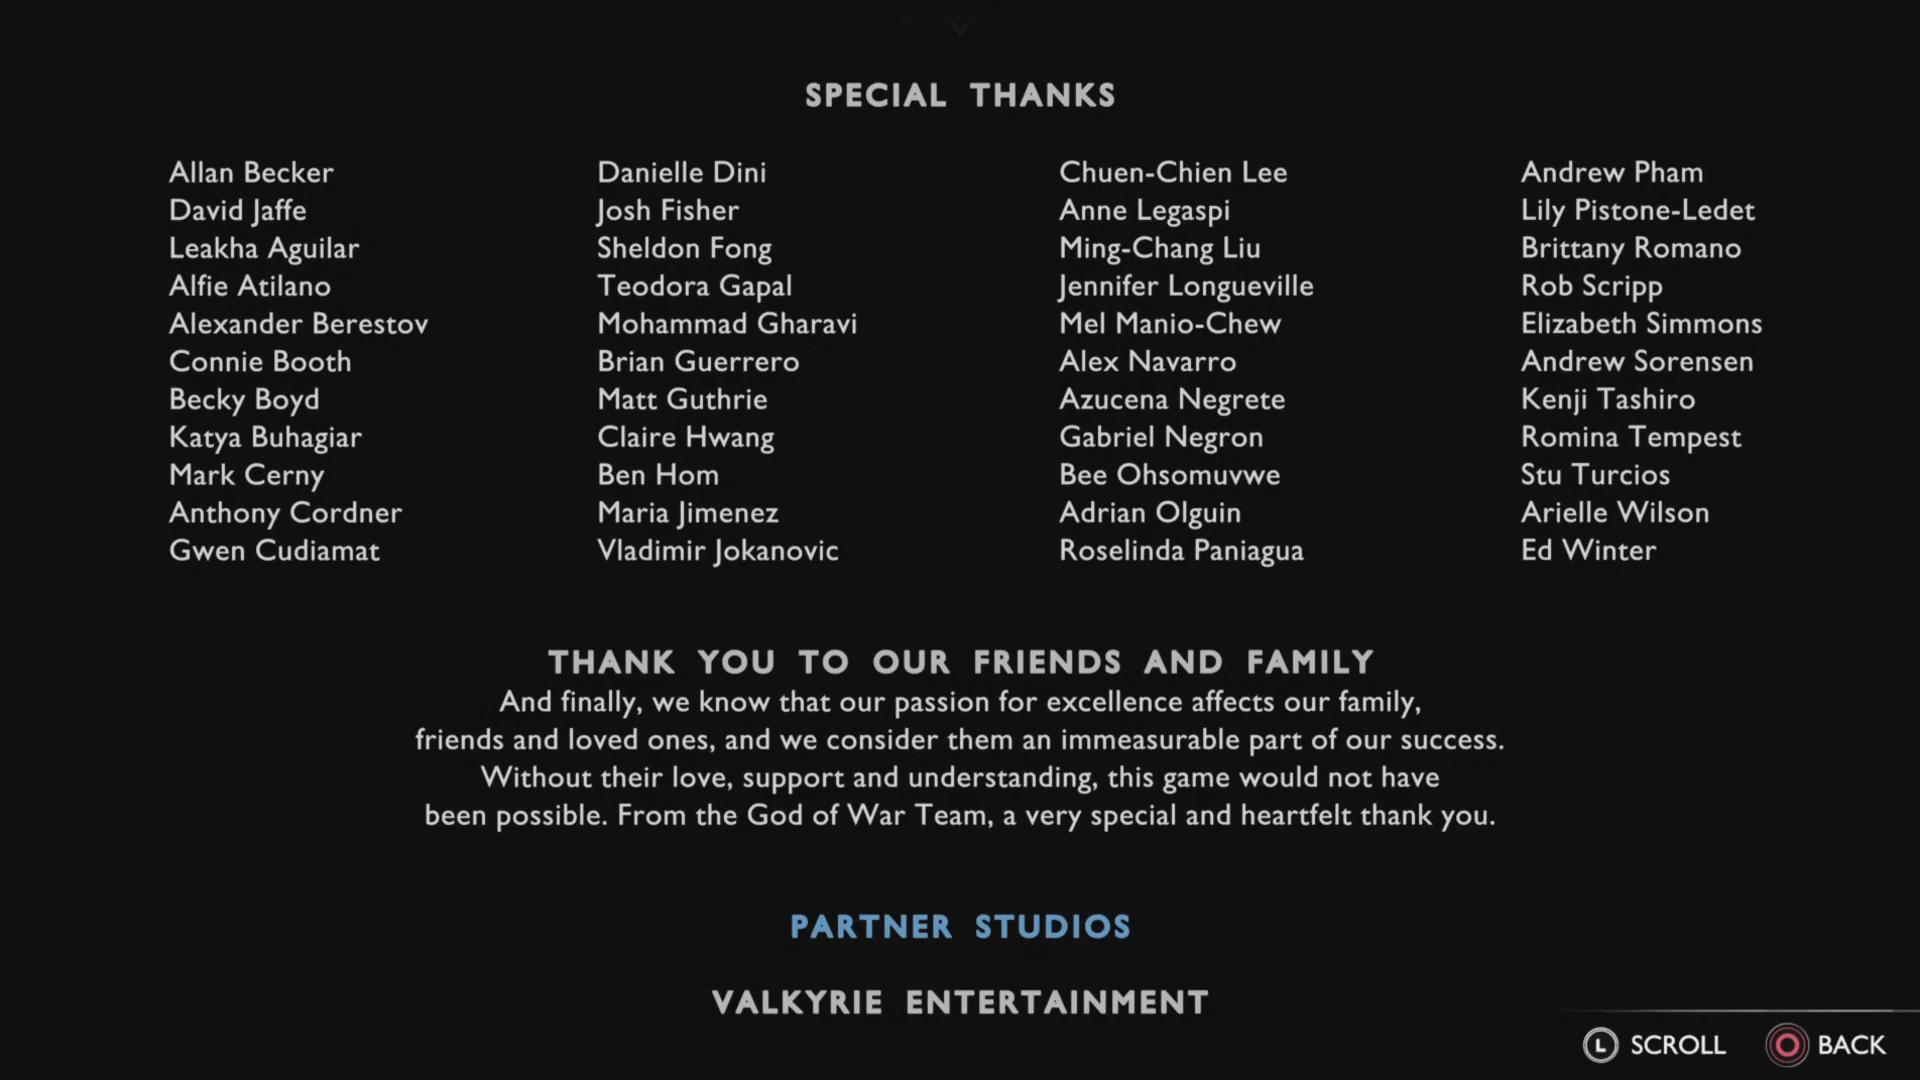 SPECIAL THANKS
Allan Becker
David Jaffe
Leakha Aguilar
Alfie Atilano
Alexander Berestov
Connie Booth
Becky Boyd
Katya Buhagiar
Mark Cerny
Anthony Cordner
Gwen Cudiamat
Danielle Dini
Josh Fisher
Sheldon Fong
Teodora Gapal
Mohammad Gharavi
Brian Guerrero
Matt Guthrie
Claire Hwang
Ben Hom
Maria Jimenez
Vladimir Jokanovic
Chuen-Chien Lee
Anne Legaspi
Ming-Chang Liu
Jennifer Longueville
Mel Manio-Chew
Alex Navarro
Azucena Negrete
Gabriel Negron
Bee Ohsomuvwe
Adrian Olguin
Roselinda Paniagua
Andrew Pham
Lily Pistone-Ledet
Brittany Romano
Rob Scripp
Elizabeth Simmons
Andrew Sorensen
Kenji Tashiro
Romina Tempest
Stu Turcios
Arielle Wilson
Ed Winter
THANK YOU TO OUR FRIENDS AND FAMILY
And finally, we know that our passion for excellence affects our family,
friends and loved ones, and we consider them an immeasurable part of our success.
Without their love, support and understanding, this game would not have
been possible. From the God of War Team, a very special and heartfelt thank you.
PARTNER STUDIOS
VALKYRIE ENTERTAINMENT
L SCROLL
BACK